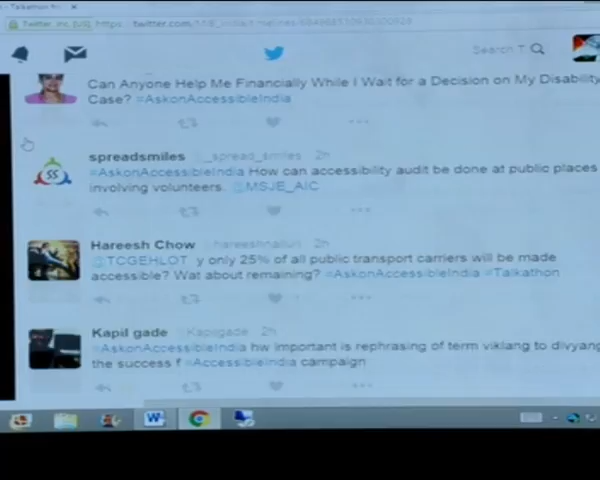 Twitter, Inc. [US] https://twitter.com/
Search T
Can Anyone Help Me Financially While I Wait for a Decision on My Disability
Case? #AskonAccessibleIndia
spreadsmiles @_spread_smiles 2h
#AskonAccessibleIndia How can accessibility audit be done at public places
involving volunteers. @MSJE_AIC
SS
Hareesh Chow 2h
@TCGEHLOT y only 25% of all public transport carriers will be made
accessible? Wat about remaining? #AskonAccessibleIndia #Talkathon
Kapil gade @Kapilgade 2h
#AskonAccessibleIndia hw important is rephrasing of term viklang to divyang
the success f #AccessibleIndia campaign
W